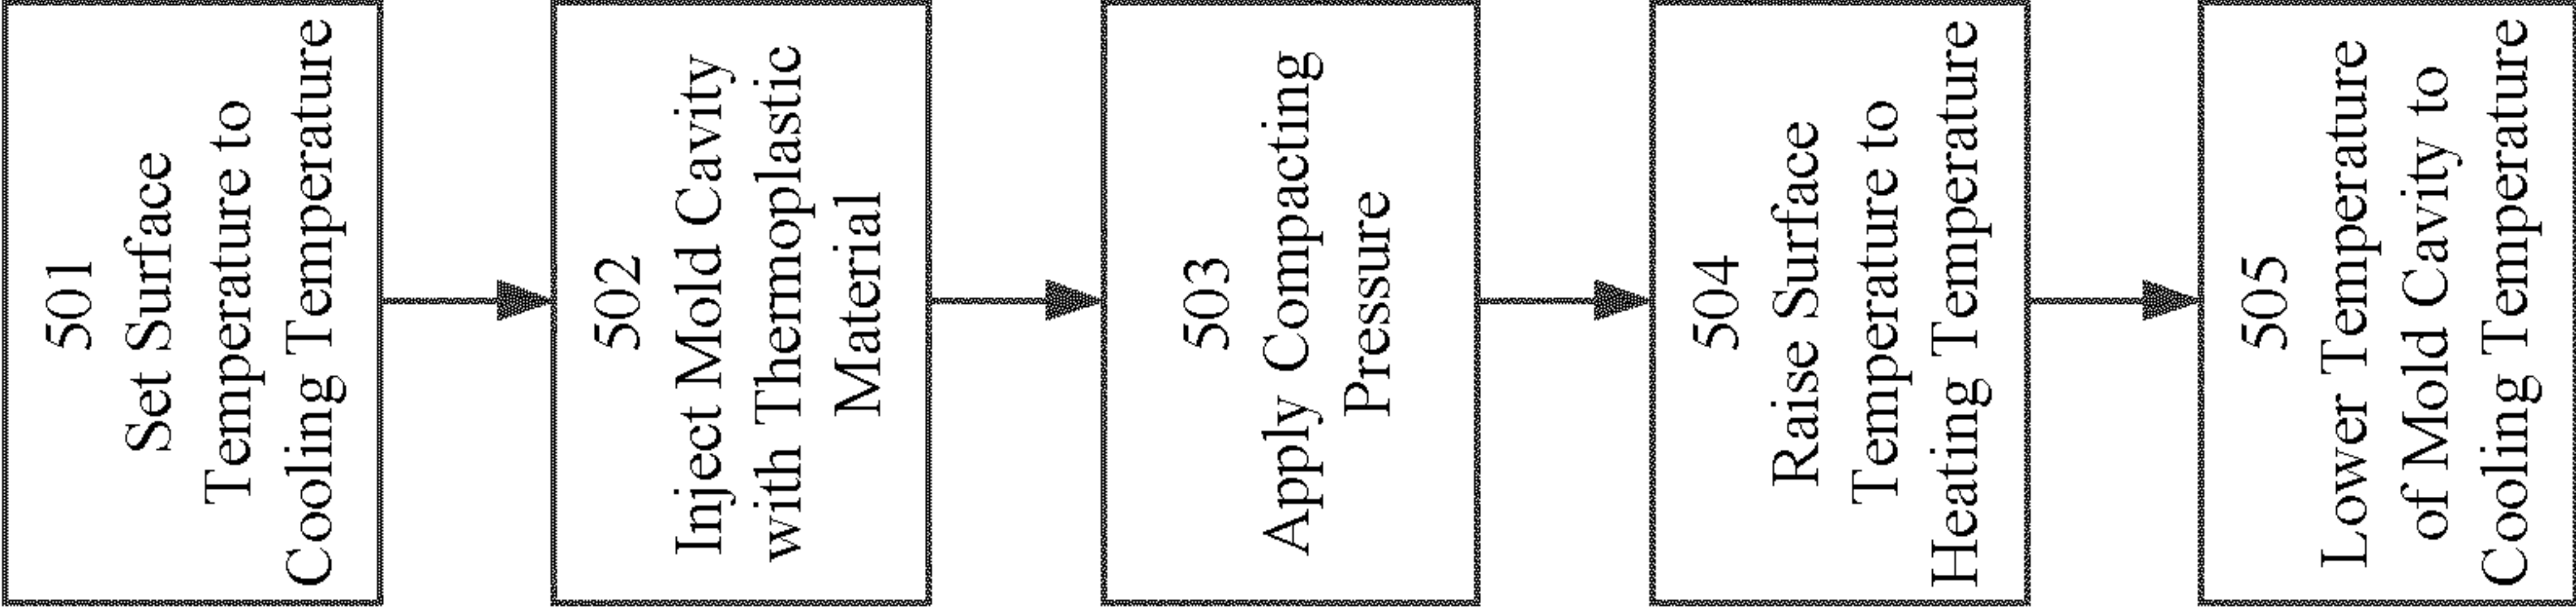 501
Set Surface
Temperature to
Cooling Temperature
502
Inject Mold Cavity
with Thermoplastic
Material
503
Apply Compacting
Pressure
504
Raise Surface
Temperature to
Heating Temperature
505
Lower Temperature
of Mold Cavity to
Cooling Temperature